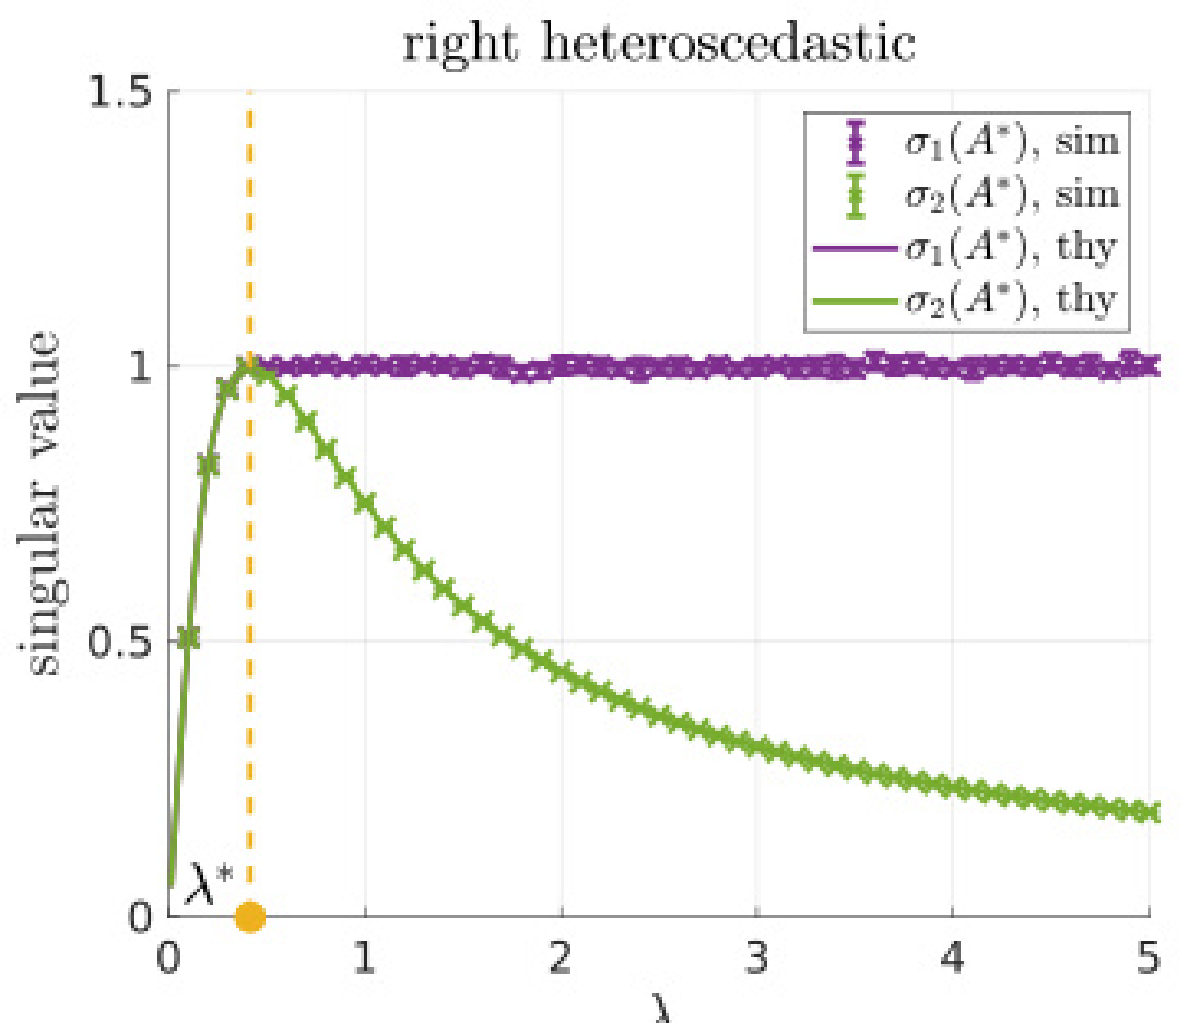 right heteroscedastic
1.5
1
0.5
0
singular value
σ₁(A*), sim
σ₂(A*), sim
σ₁(A*), thy
σ₂(A*), thy
λ*
0 1 2 3 4 5
λ